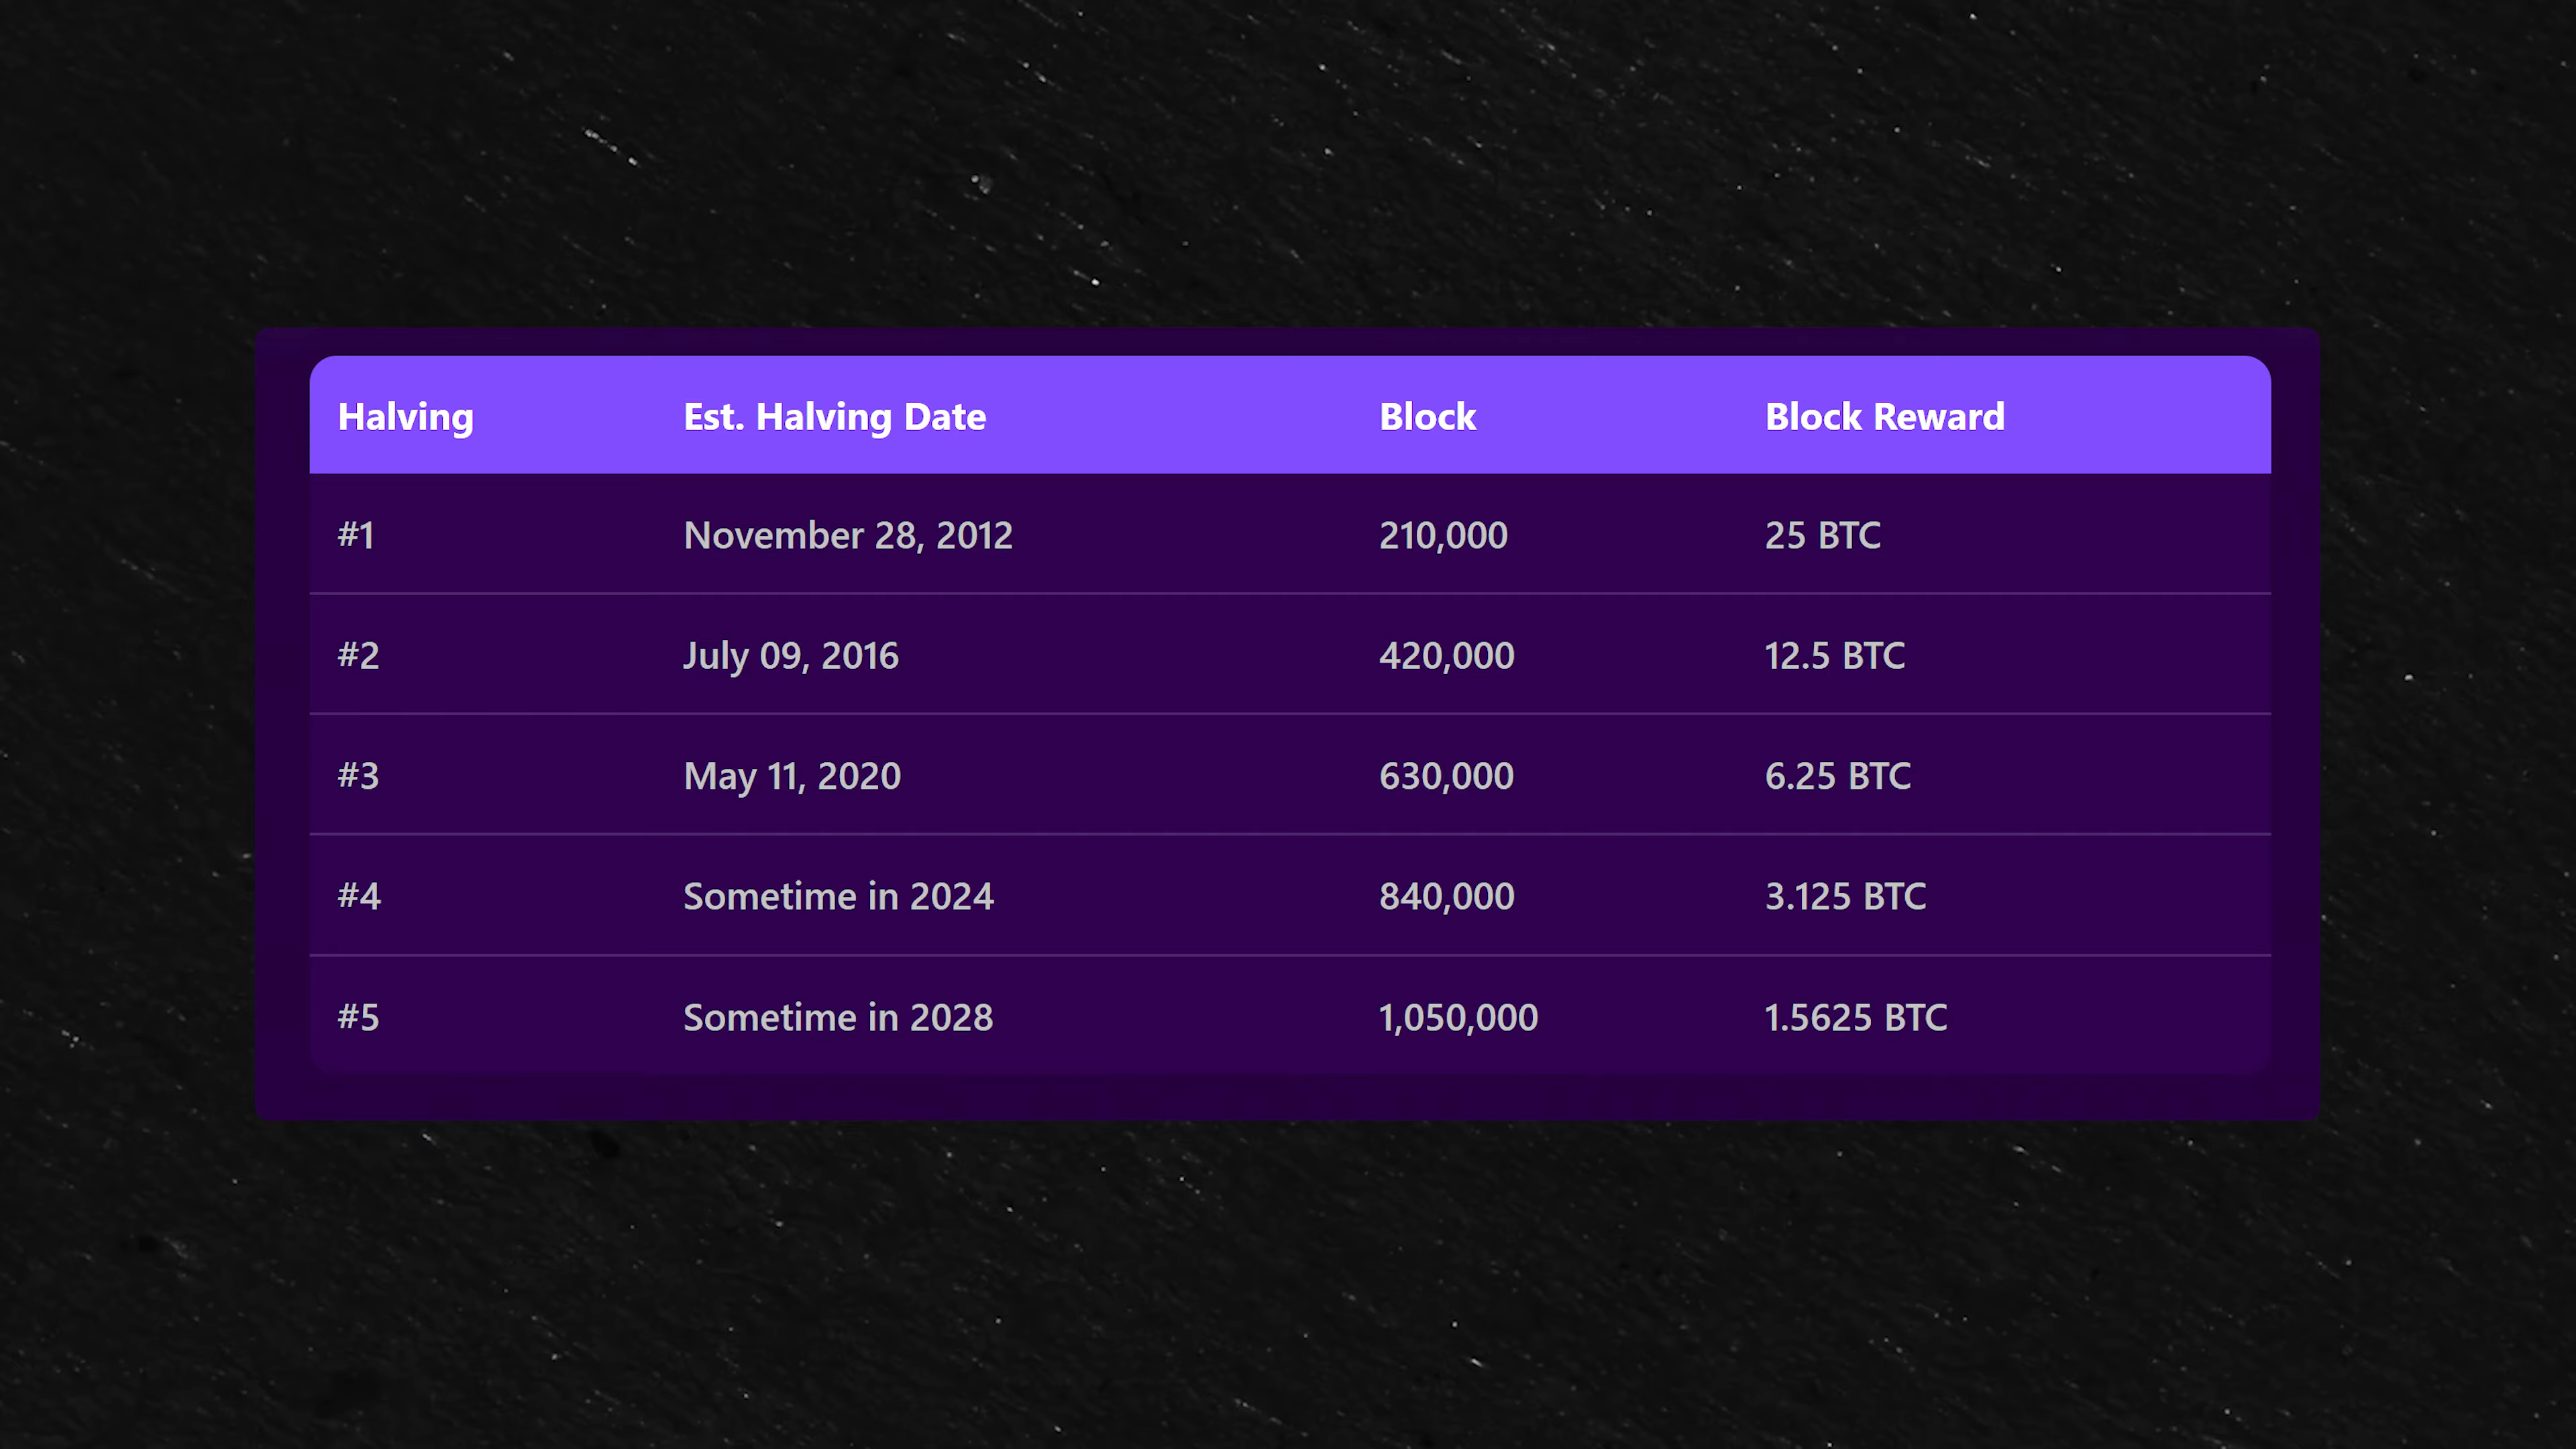 Halving Est. Halving Date Block Block Reward
#1 November 28, 2012 210,000 25 BTC
#2 July 09, 2016 420,000 12.5 BTC
#3 May 11, 2020 630,000 6.25 BTC
#4 Sometime in 2024 840,000 3.125 BTC
#5 Sometime in 2028 1,050,000 1.5625 BTC